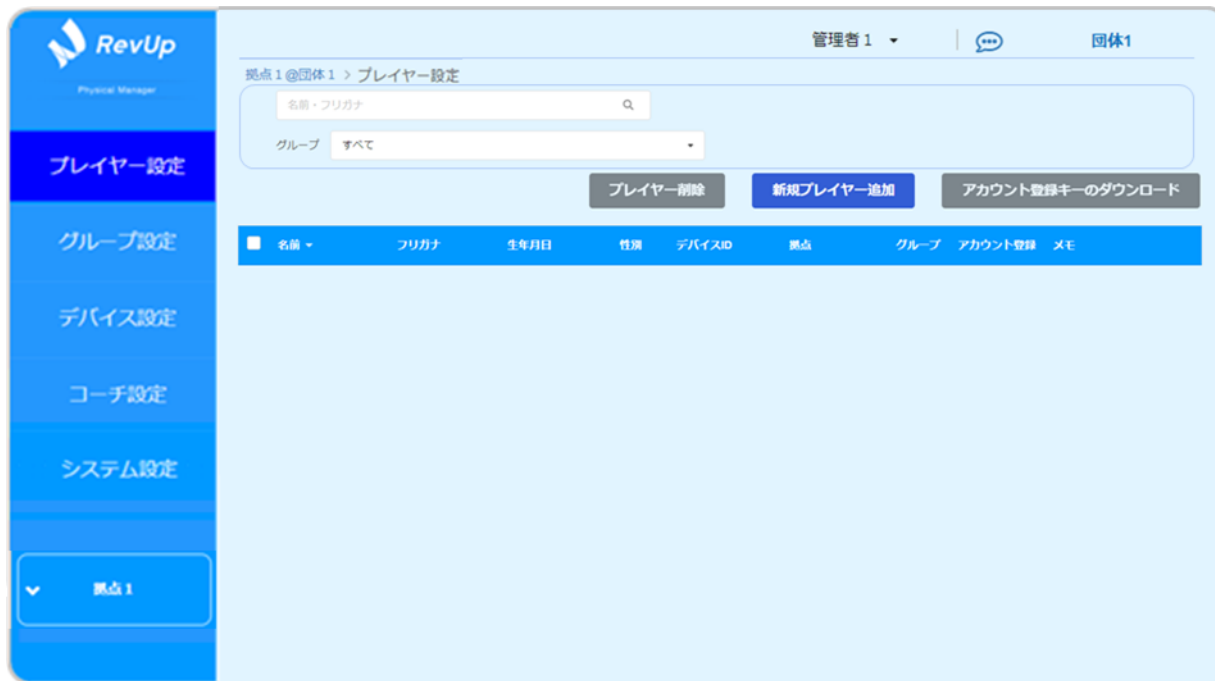 RevUp
Physical Manager
管理者1
団体1
拠点1@団体1 > プレイヤー設定
名前・フリガナ
グループ すべて
プレイヤー削除 新規プレイヤー追加 アカウント登録キーのダウンロード
名前 フリガナ 生年月日 性別 デバイスID 拠点 グループ アカウント登録 メモ
プレイヤー設定
グループ設定
デバイス設定
コーチ設定
システム設定
拠点1